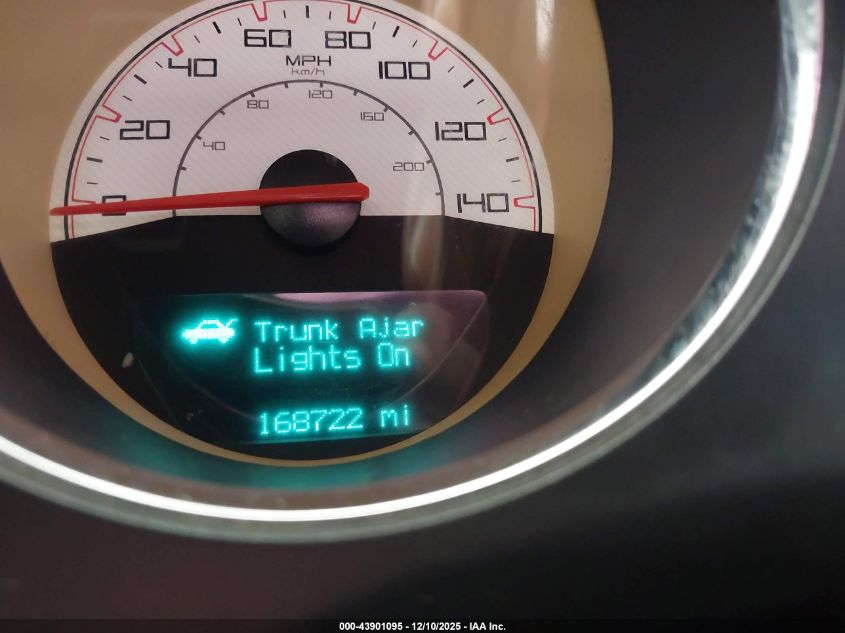 60 80
MPH
km/h
40 100
80 120 160
20 120
40 200
0 140
Trunk Ajar
Lights On
168722 mi
000-43901095 - 12/10/2025 - IAA Inc.